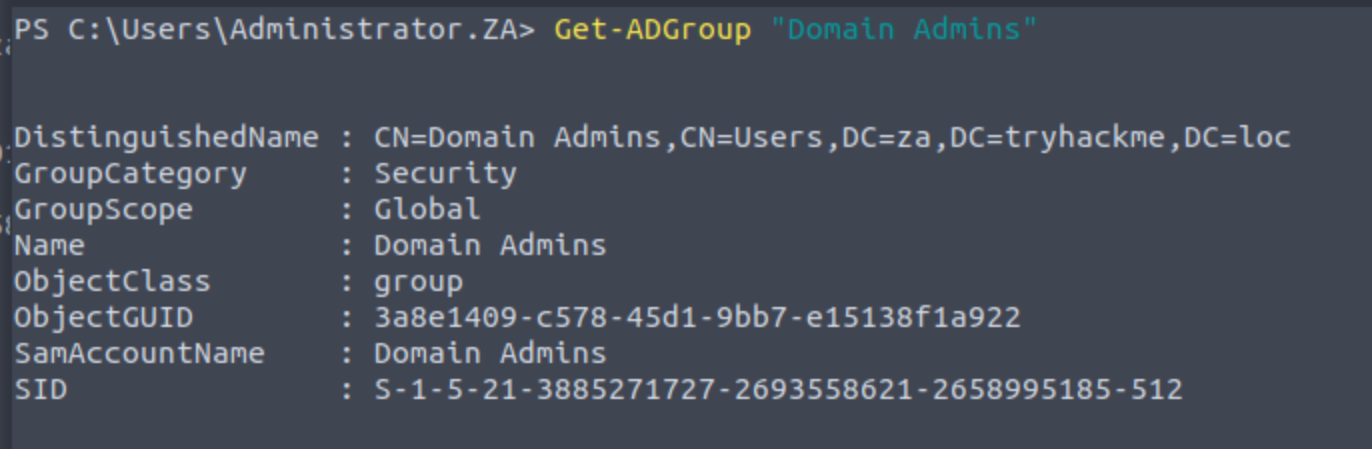 PS C:\Users\Administrator.ZA> Get-ADGroup "Domain Admins"
DistinguishedName : CN=Domain Admins,CN=Users,DC=za,DC=tryhackme,DC=loc
GroupCategory     : Security
GroupScope        : Global
Name              : Domain Admins
ObjectClass       : group
ObjectGUID        : 3a8e1409-c578-45d1-9bb7-e15138f1a922
SamAccountName    : Domain Admins
SID               : S-1-5-21-3885271727-2693558621-2658995185-512